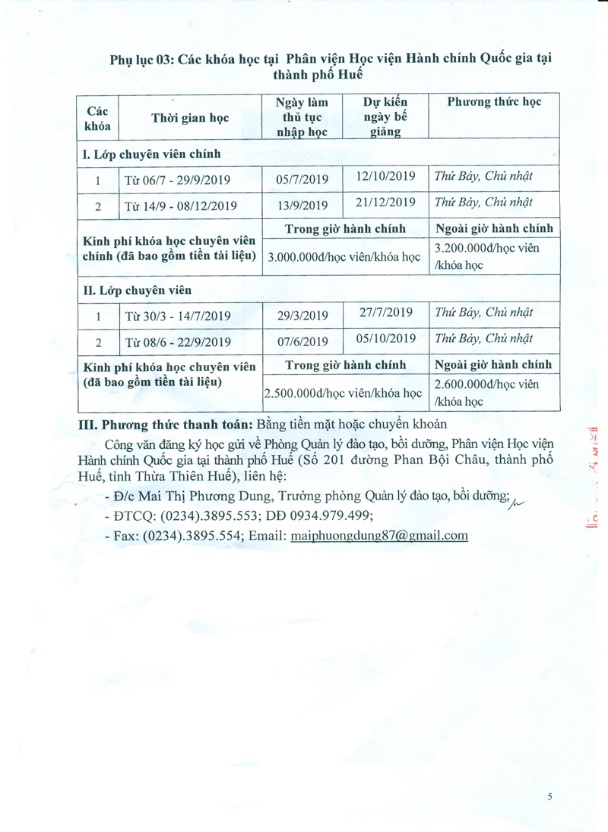 Phụ lục 03: Các khóa học tại Phân viện Học viện Hành chính Quốc gia tại
thành phố Huế
Các khóa | Thời gian học | Ngày làm thủ tục nhập học | Dự kiến ngày bế giảng | Phương thức học
I. Lớp chuyên viên chính
1 | Từ 06/7 - 29/9/2019 | 05/7/2019 | 12/10/2019 | Thứ Bảy, Chủ nhật
2 | Từ 14/9 - 08/12/2019 | 13/9/2019 | 21/12/2019 | Thứ Bảy, Chủ nhật
Kinh phí khóa học chuyên viên chính (đã bao gồm tiền tài liệu) | Trong giờ hành chính | Ngoài giờ hành chính
3.000.000đ/học viên/khóa học | 3.200.000đ/học viên /khóa học
II. Lớp chuyên viên
1 | Từ 30/3 - 14/7/2019 | 29/3/2019 | 27/7/2019 | Thứ Bảy, Chủ nhật
2 | Từ 08/6 - 22/9/2019 | 07/6/2019 | 05/10/2019 | Thứ Bảy, Chủ nhật
Kinh phí khóa học chuyên viên (đã bao gồm tiền tài liệu) | Trong giờ hành chính | Ngoài giờ hành chính
2.500.000đ/học viên/khóa học | 2.600.000đ/học viên /khóa học
III. Phương thức thanh toán: Bằng tiền mặt hoặc chuyển khoản
Công văn đăng ký học gửi về Phòng Quản lý đào tạo, bồi dưỡng, Phân viện Học viện
Hành chính Quốc gia tại thành phố Huế (Số 201 đường Phan Bội Châu, thành phố
Huế, tỉnh Thừa Thiên Huế), liên hệ:
- Đ/c Mai Thị Phương Dung, Trưởng phòng Quản lý đào tạo, bồi dưỡng;
- ĐTCQ: (0234).3895.553; DĐ 0934.979.499;
- Fax: (0234).3895.554; Email: maiphuongdung87@gmail.com
5